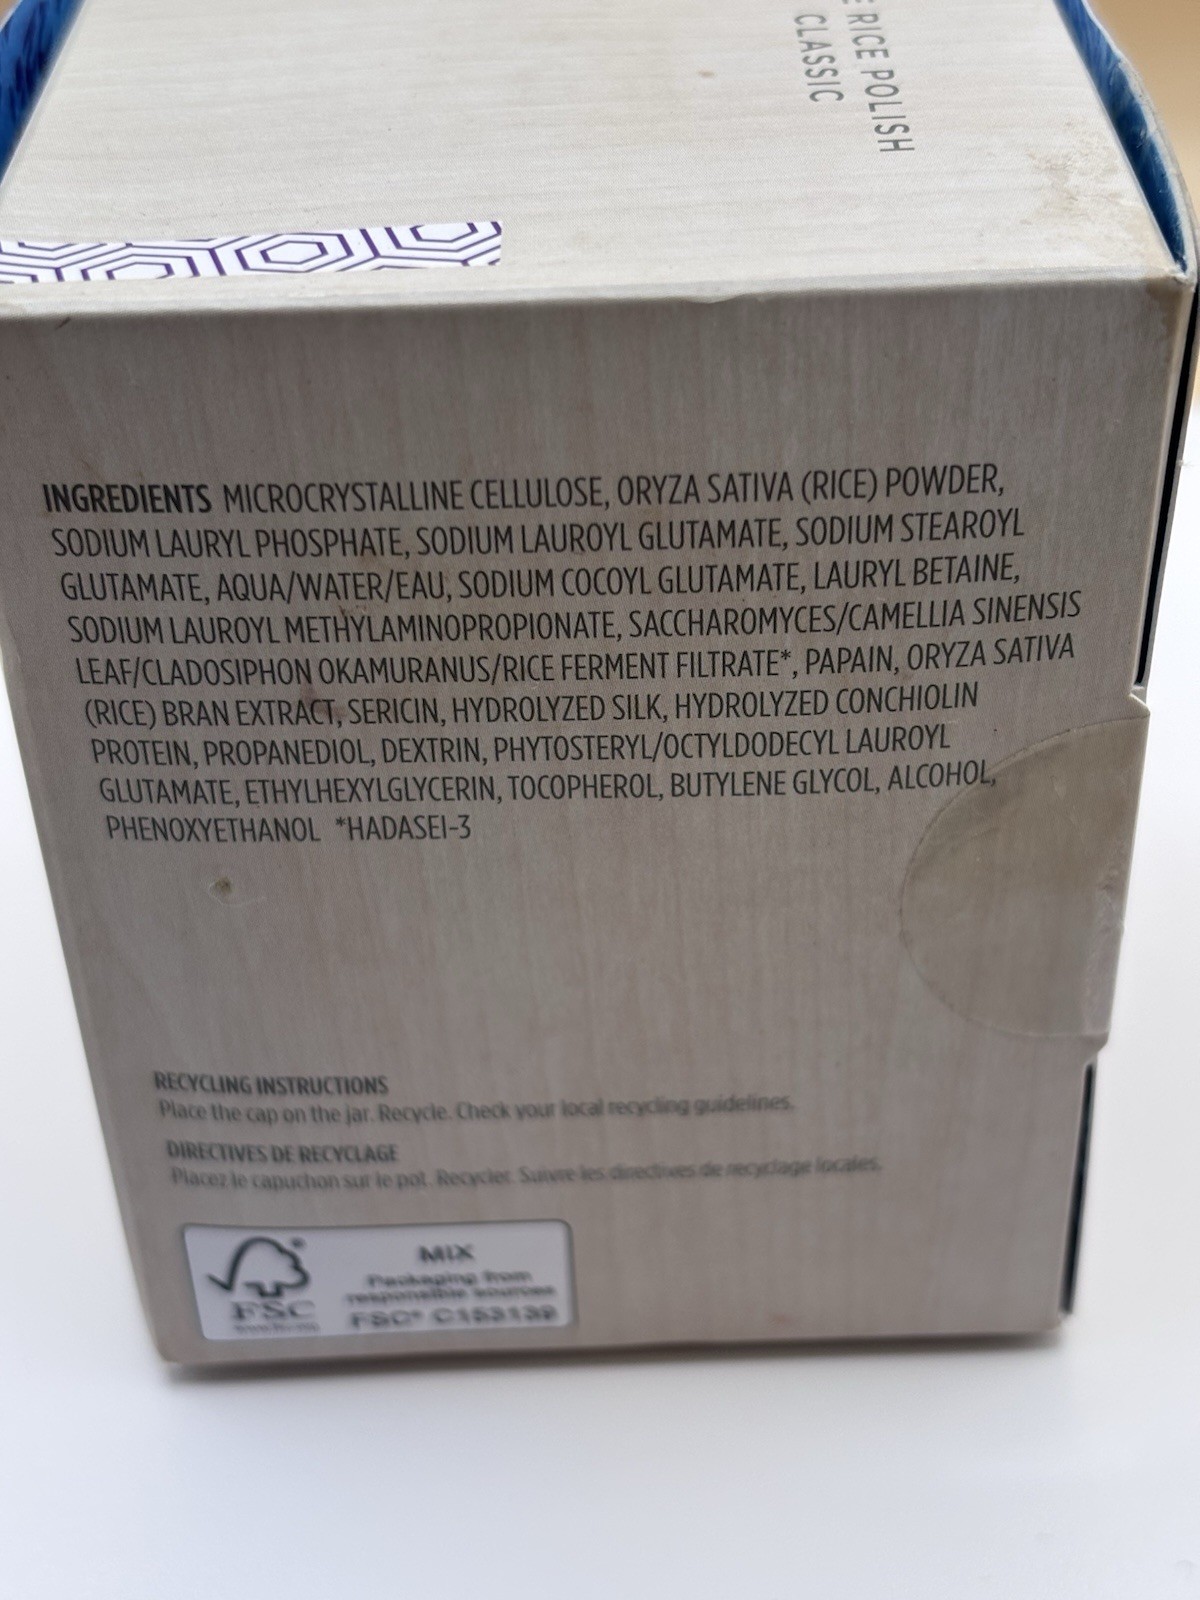 RICE POLISH
CLASSIC
INGREDIENTS MICROCRYSTALLINE CELLULOSE, ORYZA SATIVA (RICE) POWDER,
SODIUM LAURYL PHOSPHATE, SODIUM LAUROYL GLUTAMATE, SODIUM STEAROYL
GLUTAMATE, AQUA/WATER/EAU, SODIUM COCOYL GLUTAMATE, LAURYL BETAINE,
SODIUM LAUROYL METHYLAMINOPROPIONATE, SACCHAROMYCES/CAMELLIA SINENSIS
LEAF/CLADOSIPHON OKAMURANUS/RICE FERMENT FILTRATE*, PAPAIN, ORYZA SATIVA
(RICE) BRAN EXTRACT, SERICIN, HYDROLYZED SILK, HYDROLYZED CONCHIOLIN
PROTEIN, PROPANEDIOL, DEXTRIN, PHYTOSTERYL/OCTYLDODECYL LAUROYL
GLUTAMATE, ETHYLHEXYLGLYCERIN, TOCOPHEROL, BUTYLENE GLYCOL, ALCOHOL,
PHENOXYETHANOL *HADASEI-3
RECYCLING INSTRUCTIONS
Place the cap on the jar. Recycle. Check your local recycling guidelines.
DIRECTIVES DE RECYCLAGE
Placez le capuchon sur le pot. Recycler. Suivre les directives de recyclage locales.
MIX
Packaging from
responsible sources
FSC
FSC® C153139